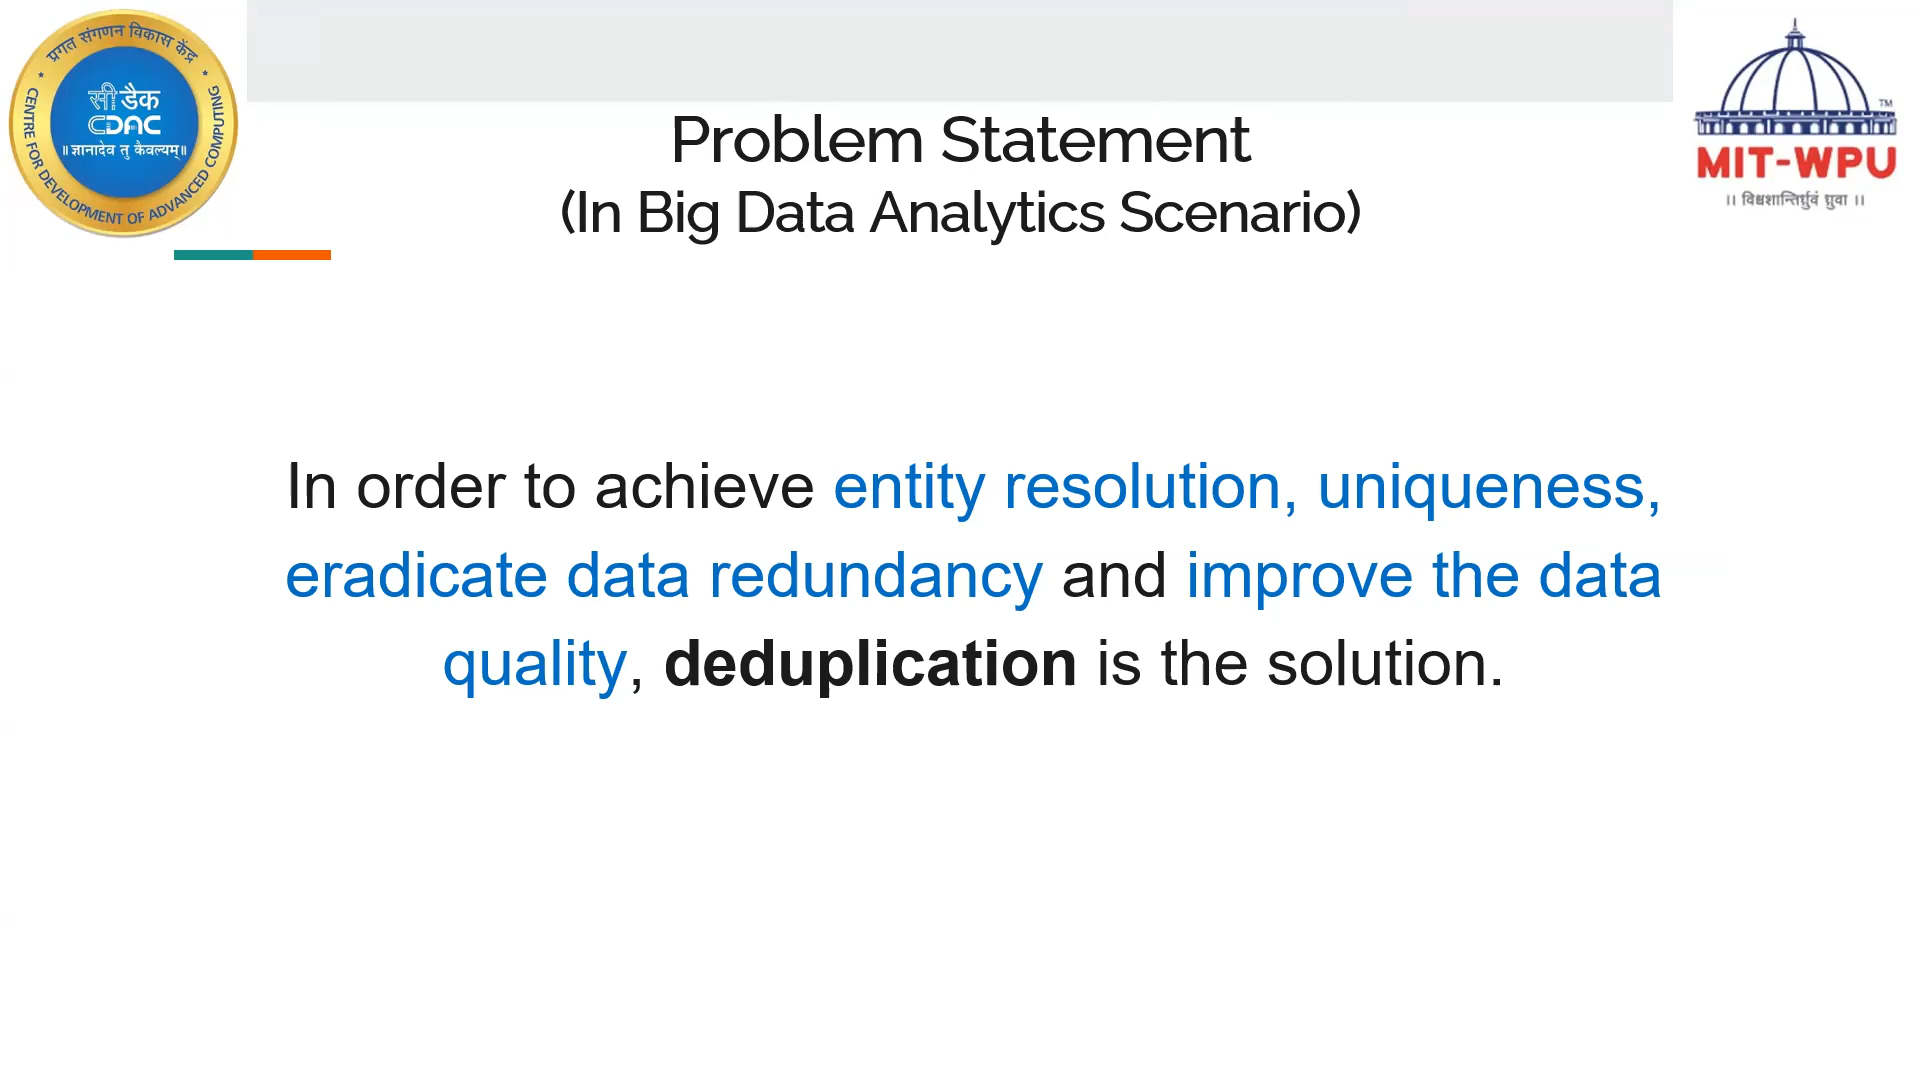 प्रगत संगणन विकास केंद्र
सी डैक
CDAC
॥ ज्ञानादेव तु कैवल्यम् ॥
CENTRE FOR DEVELOPMENT OF ADVANCED COMPUTING
TM
MIT-WPU
।। विश्वशान्तिर्ध्रुवं ध्रुवा ।।
Problem Statement
(In Big Data Analytics Scenario)
In order to achieve entity resolution, uniqueness,
eradicate data redundancy and improve the data
quality, deduplication is the solution.